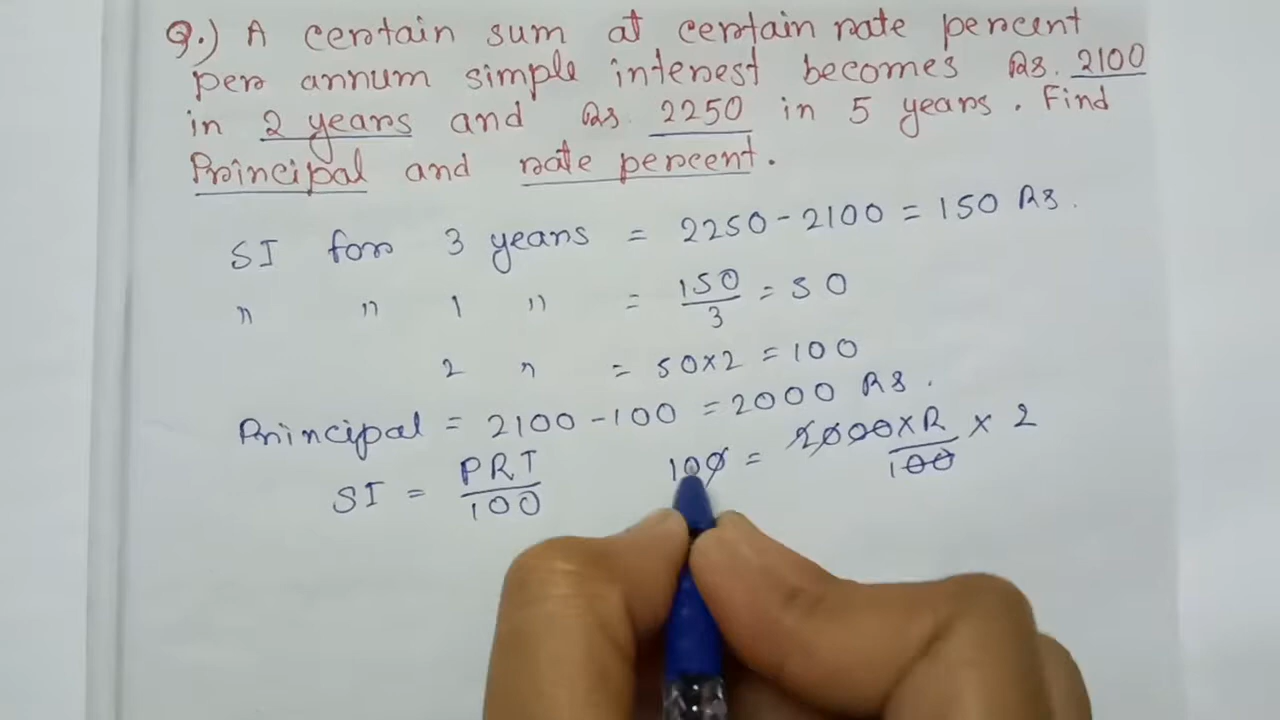 Q.) A certain sum at certain rate percent
per annum simple interest becomes Rs. 2100
in 2 years and Rs. 2250 in 5 years. Find
Principal and rate percent.
SI for 3 years = 2250 - 2100 = 150 Rs.
" " 1 " = 150/3 = 50
2 " = 50×2 = 100
Principal = 2100 - 100 = 2000 Rs.
SI = PRT/100 100 = 2000×R/100 × 2